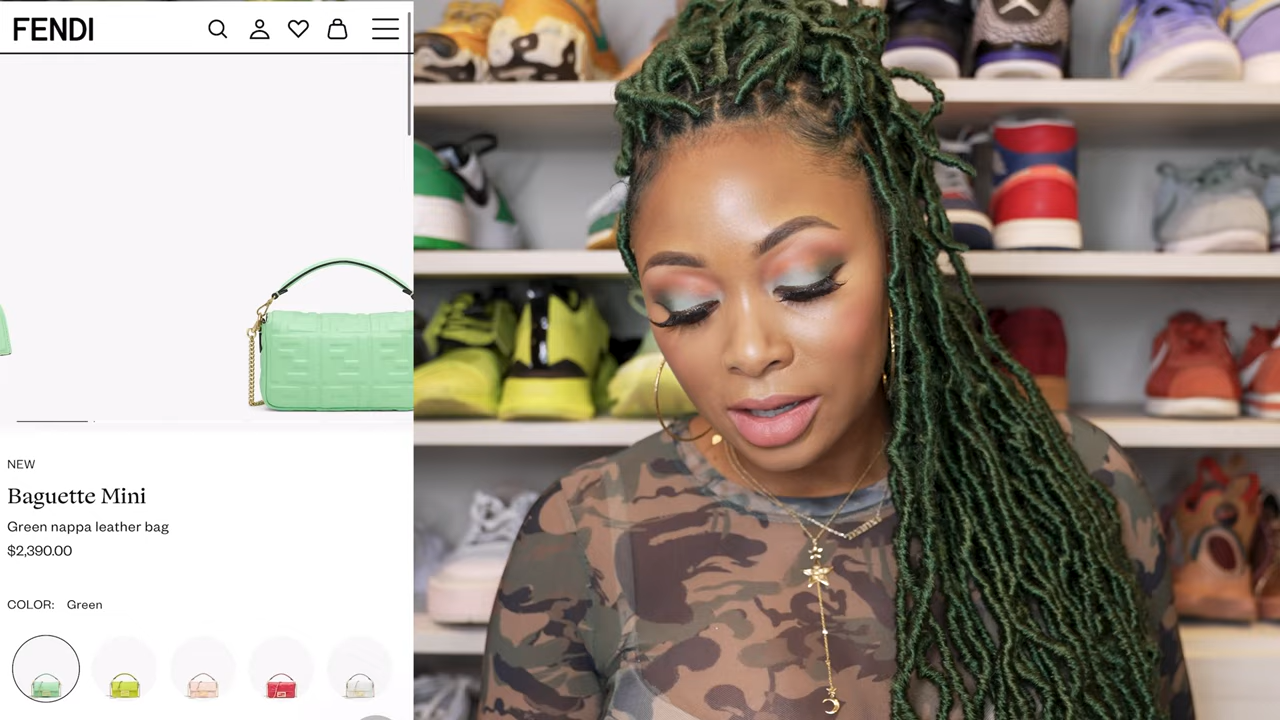 FENDI
NEW
Baguette Mini
Green nappa leather bag
$2,390.00
COLOR: Green